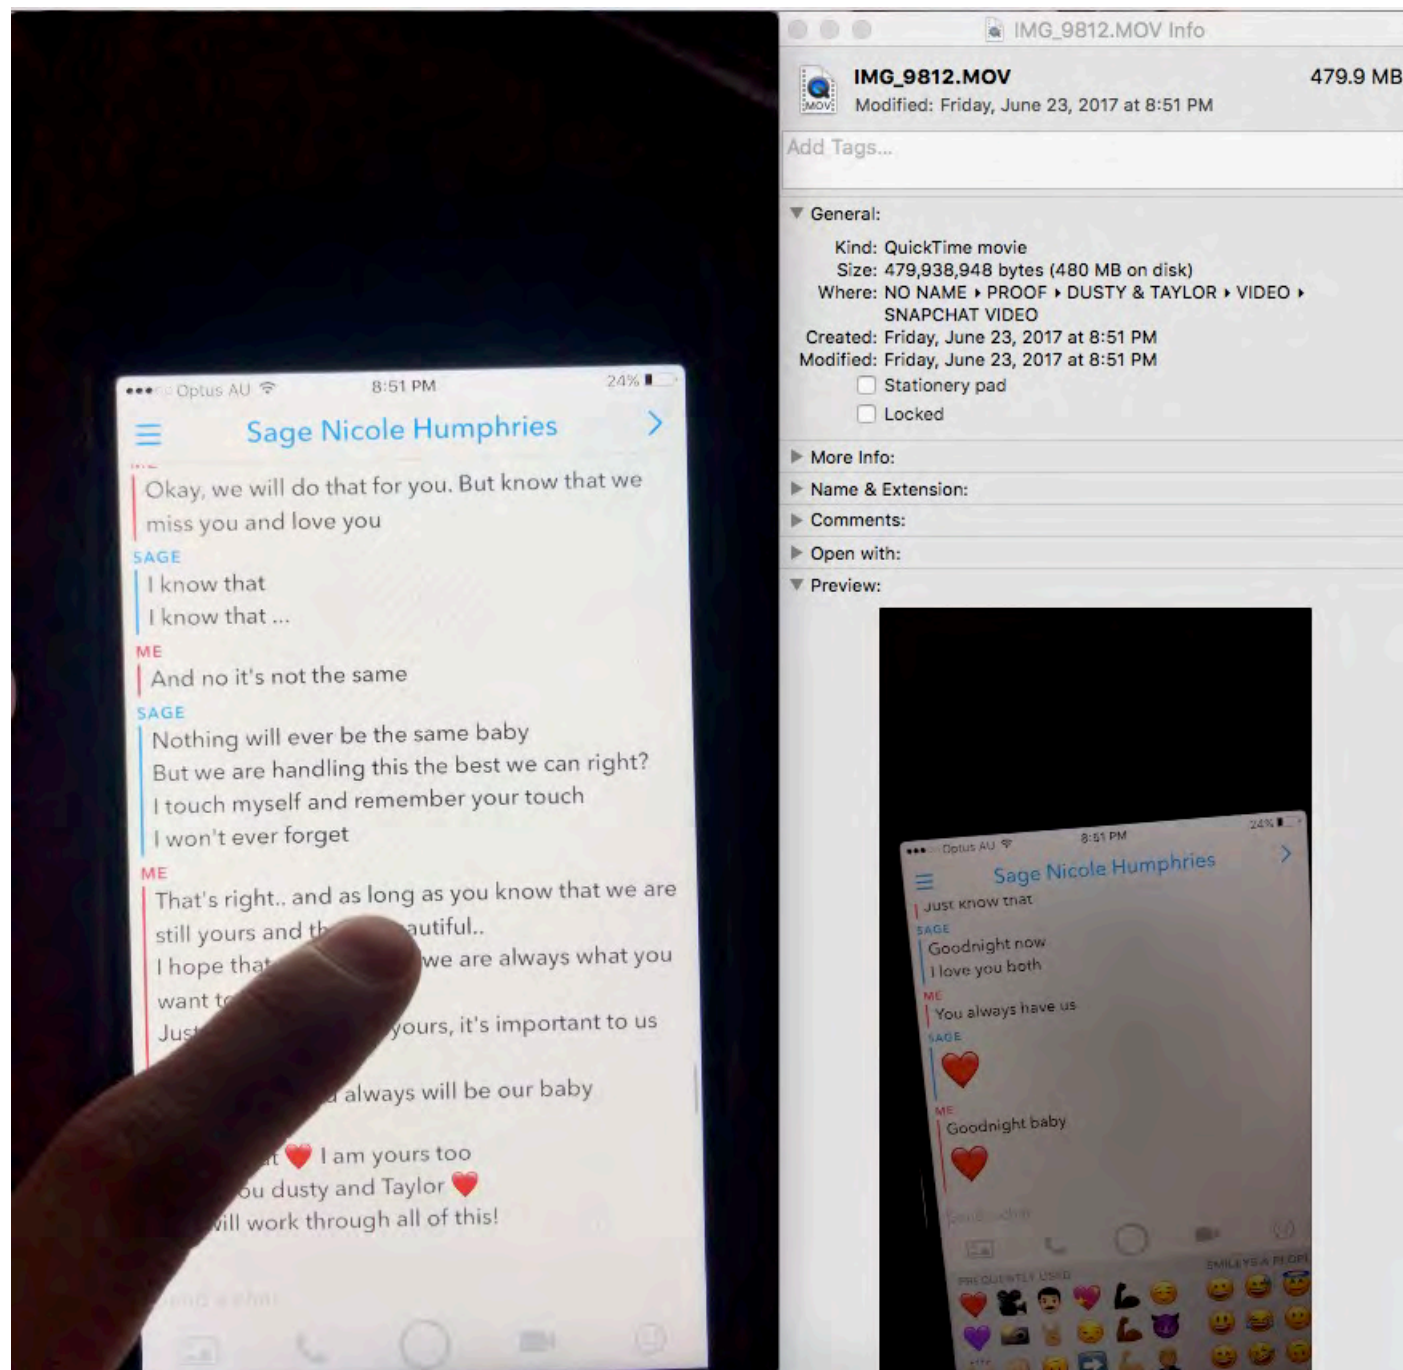 Optus AU
8:51 PM
24%
Sage Nicole Humphries
ME
Okay, we will do that for you. But know that we
miss you and love you
SAGE
I know that
I know that ...
ME
And no it's not the same
SAGE
Nothing will ever be the same baby
But we are handling this the best we can right?
I touch myself and remember your touch
I won't ever forget
ME
That's right.. and as long as you know that we are
still yours and
I hope that we are always what you
want
yours, it's important to us
always will be our baby
I am yours too
dusty and Taylor
will work through all of this!
Send a chat
IMG_9812.MOV Info
IMG_9812.MOV
479.9 MB
Modified: Friday, June 23, 2017 at 8:51 PM
Add Tags...
General:
Kind: QuickTime movie
Size: 479,938,948 bytes (480 MB on disk)
Where: NO NAME ▸ PROOF ▸ DUSTY & TAYLOR ▸ VIDEO ▸
SNAPCHAT VIDEO
Created: Friday, June 23, 2017 at 8:51 PM
Modified: Friday, June 23, 2017 at 8:51 PM
Stationery pad
Locked
More Info:
Name & Extension:
Comments:
Open with:
Preview:
Optus AU
8:51 PM
24%
Sage Nicole Humphries
Just know that
SAGE
Goodnight now
I love you both
ME
You always have us
SAGE
ME
Goodnight baby
Send a chat
FREQUENTLY USED
SMILEYS & PEOPLE